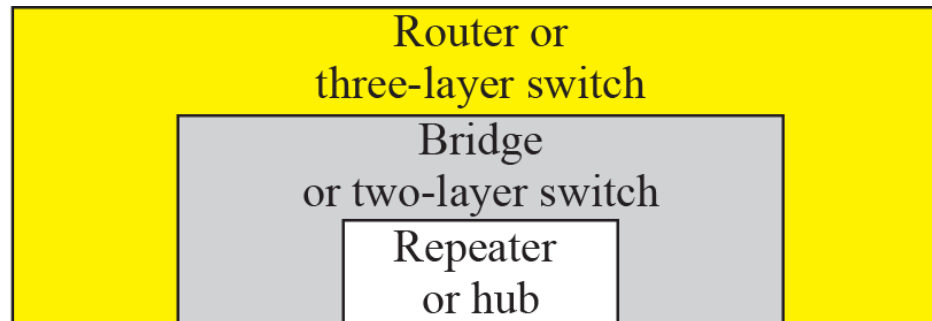 Router or
three-layer switch
Bridge
or two-layer switch
Repeater
or hub